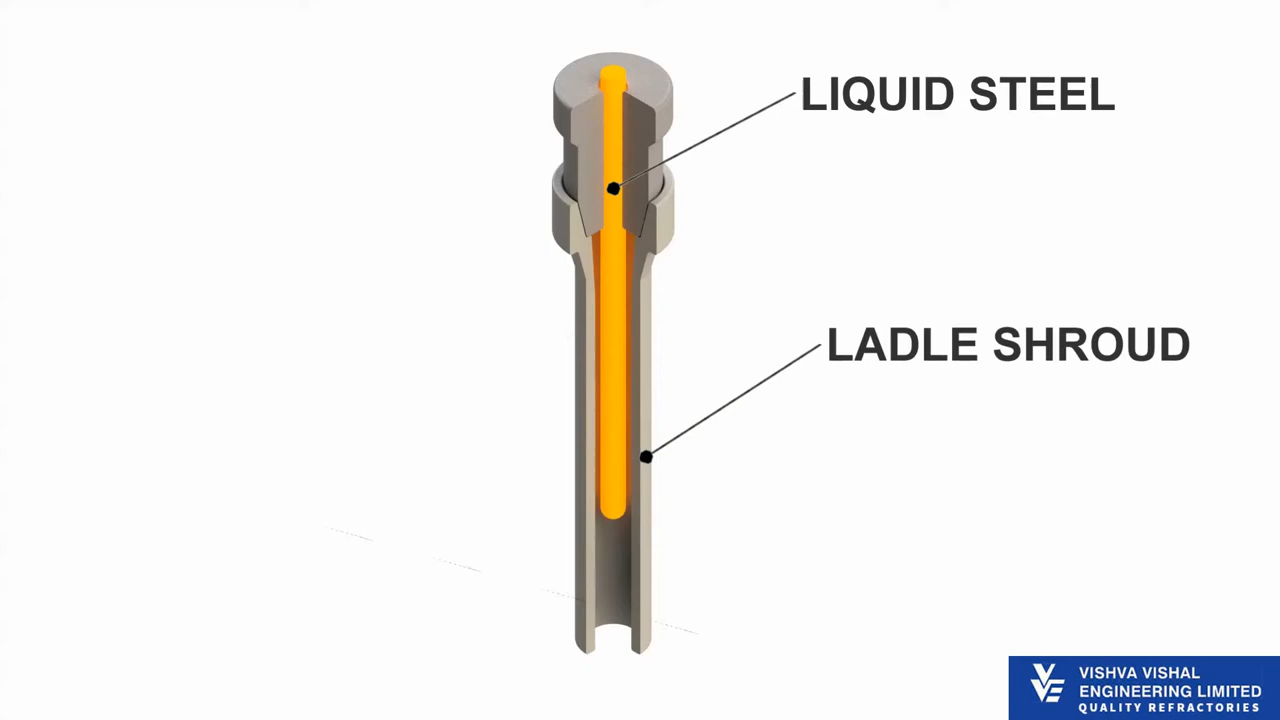 LIQUID STEEL
LADLE SHROUD
VISHVA VISHAL
ENGINEERING LIMITED
QUALITY REFRACTORIES